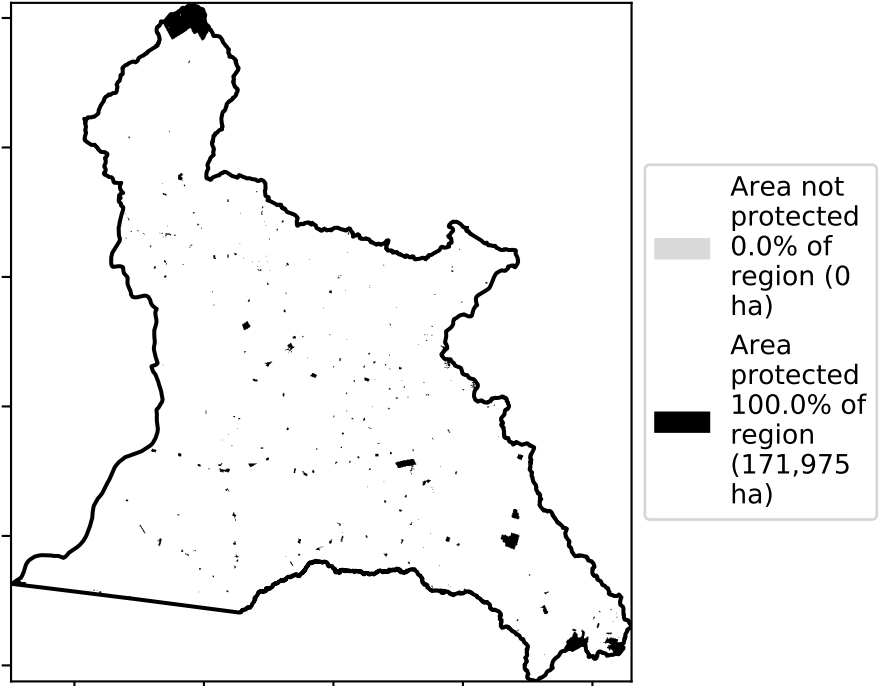 Area not
protected
0.0% of
region (0
ha)
Area
protected
100.0% of
region
(171,975
ha)